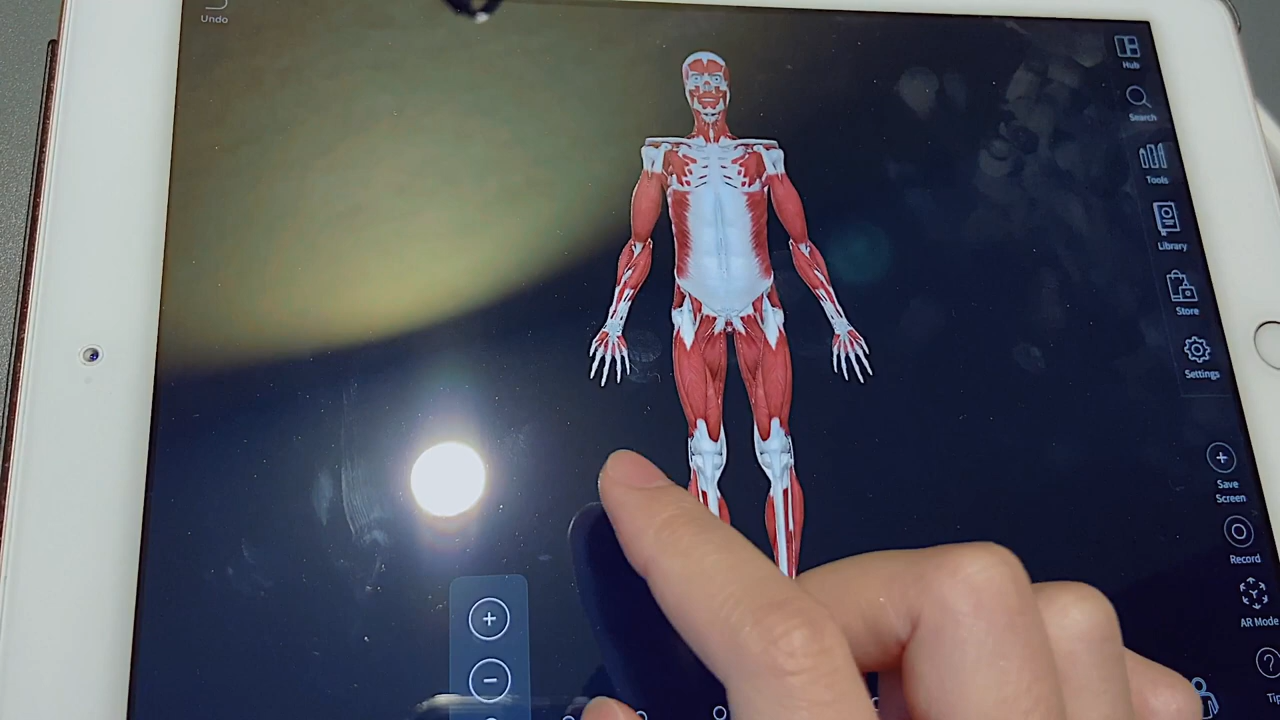 Undo
Hub
Search
Tools
Library
Store
Settings
Save
Screen
Record
AR Mode